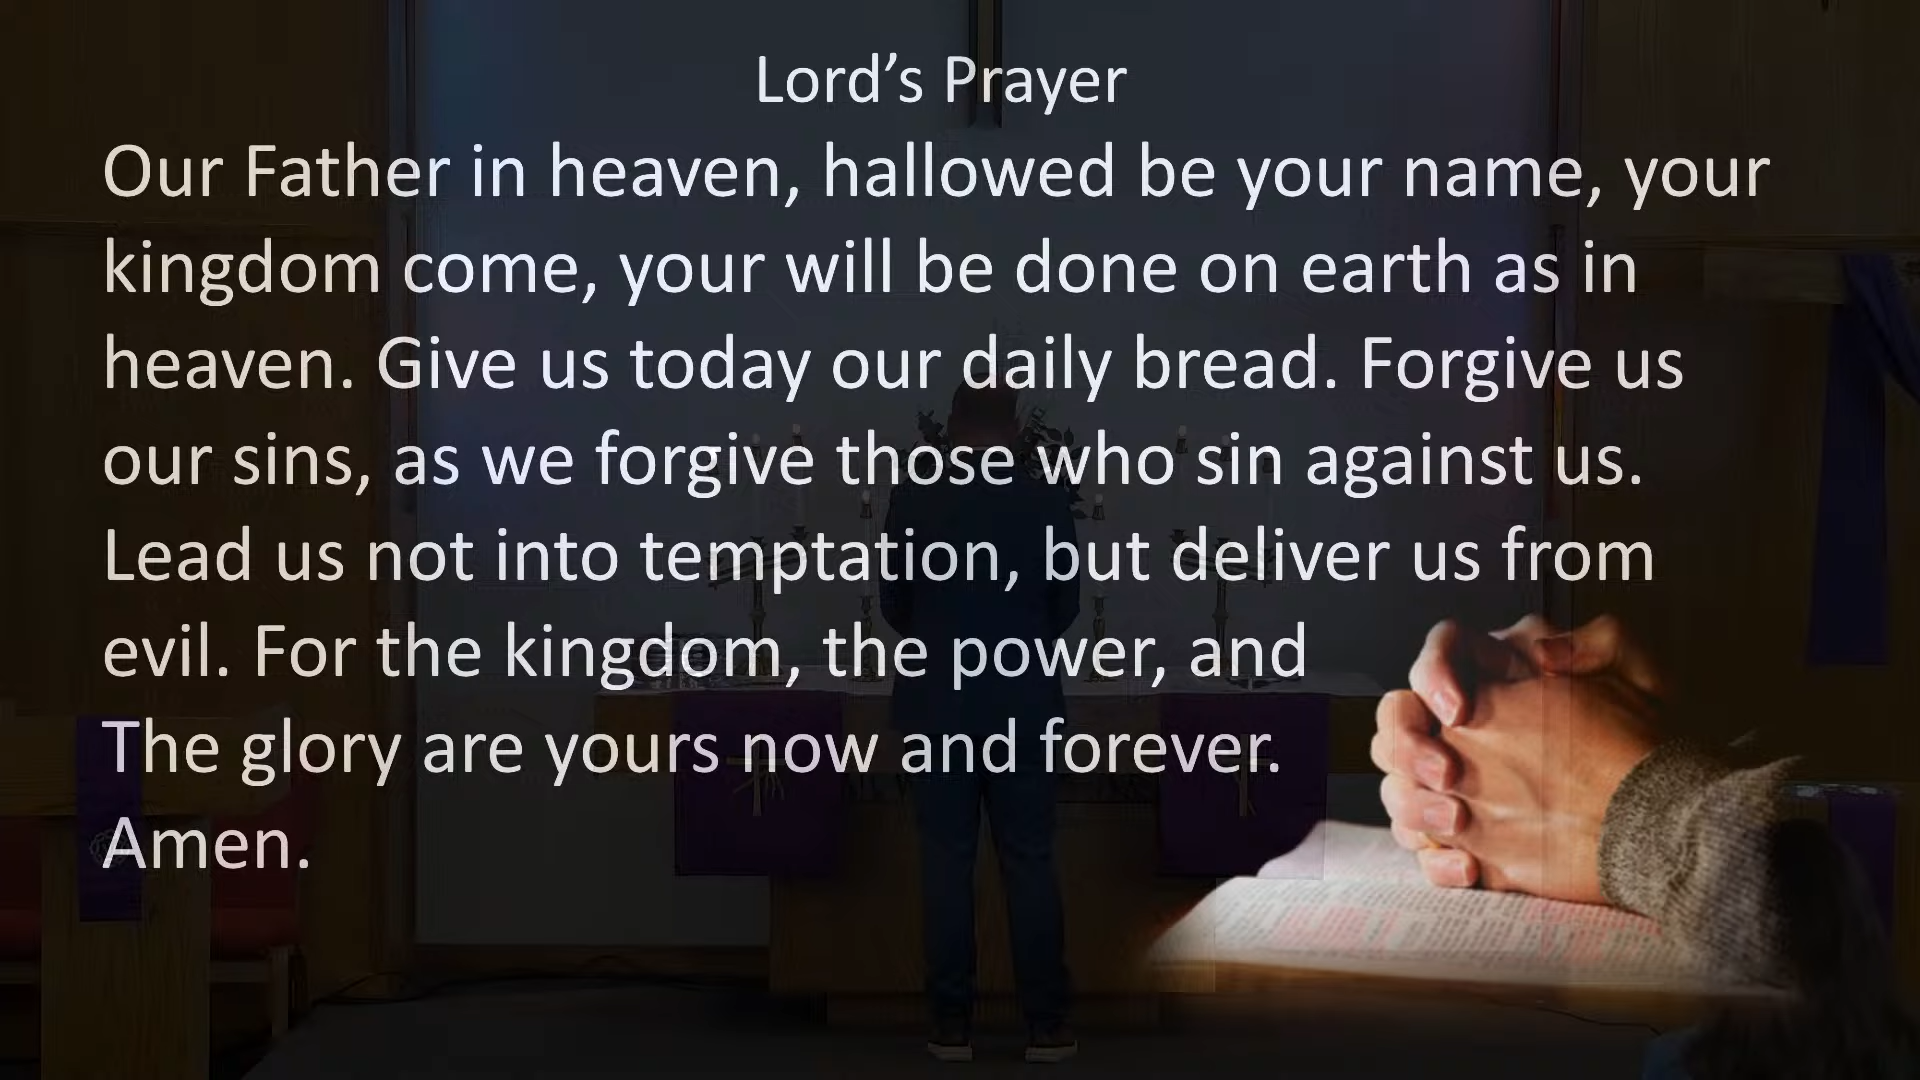 Lord’s Prayer
Our Father in heaven, hallowed be your name, your
kingdom come, your will be done on earth as in
heaven. Give us today our daily bread. Forgive us
our sins, as we forgive those who sin against us.
Lead us not into temptation, but deliver us from
evil. For the kingdom, the power, and
The glory are yours now and forever.
Amen.